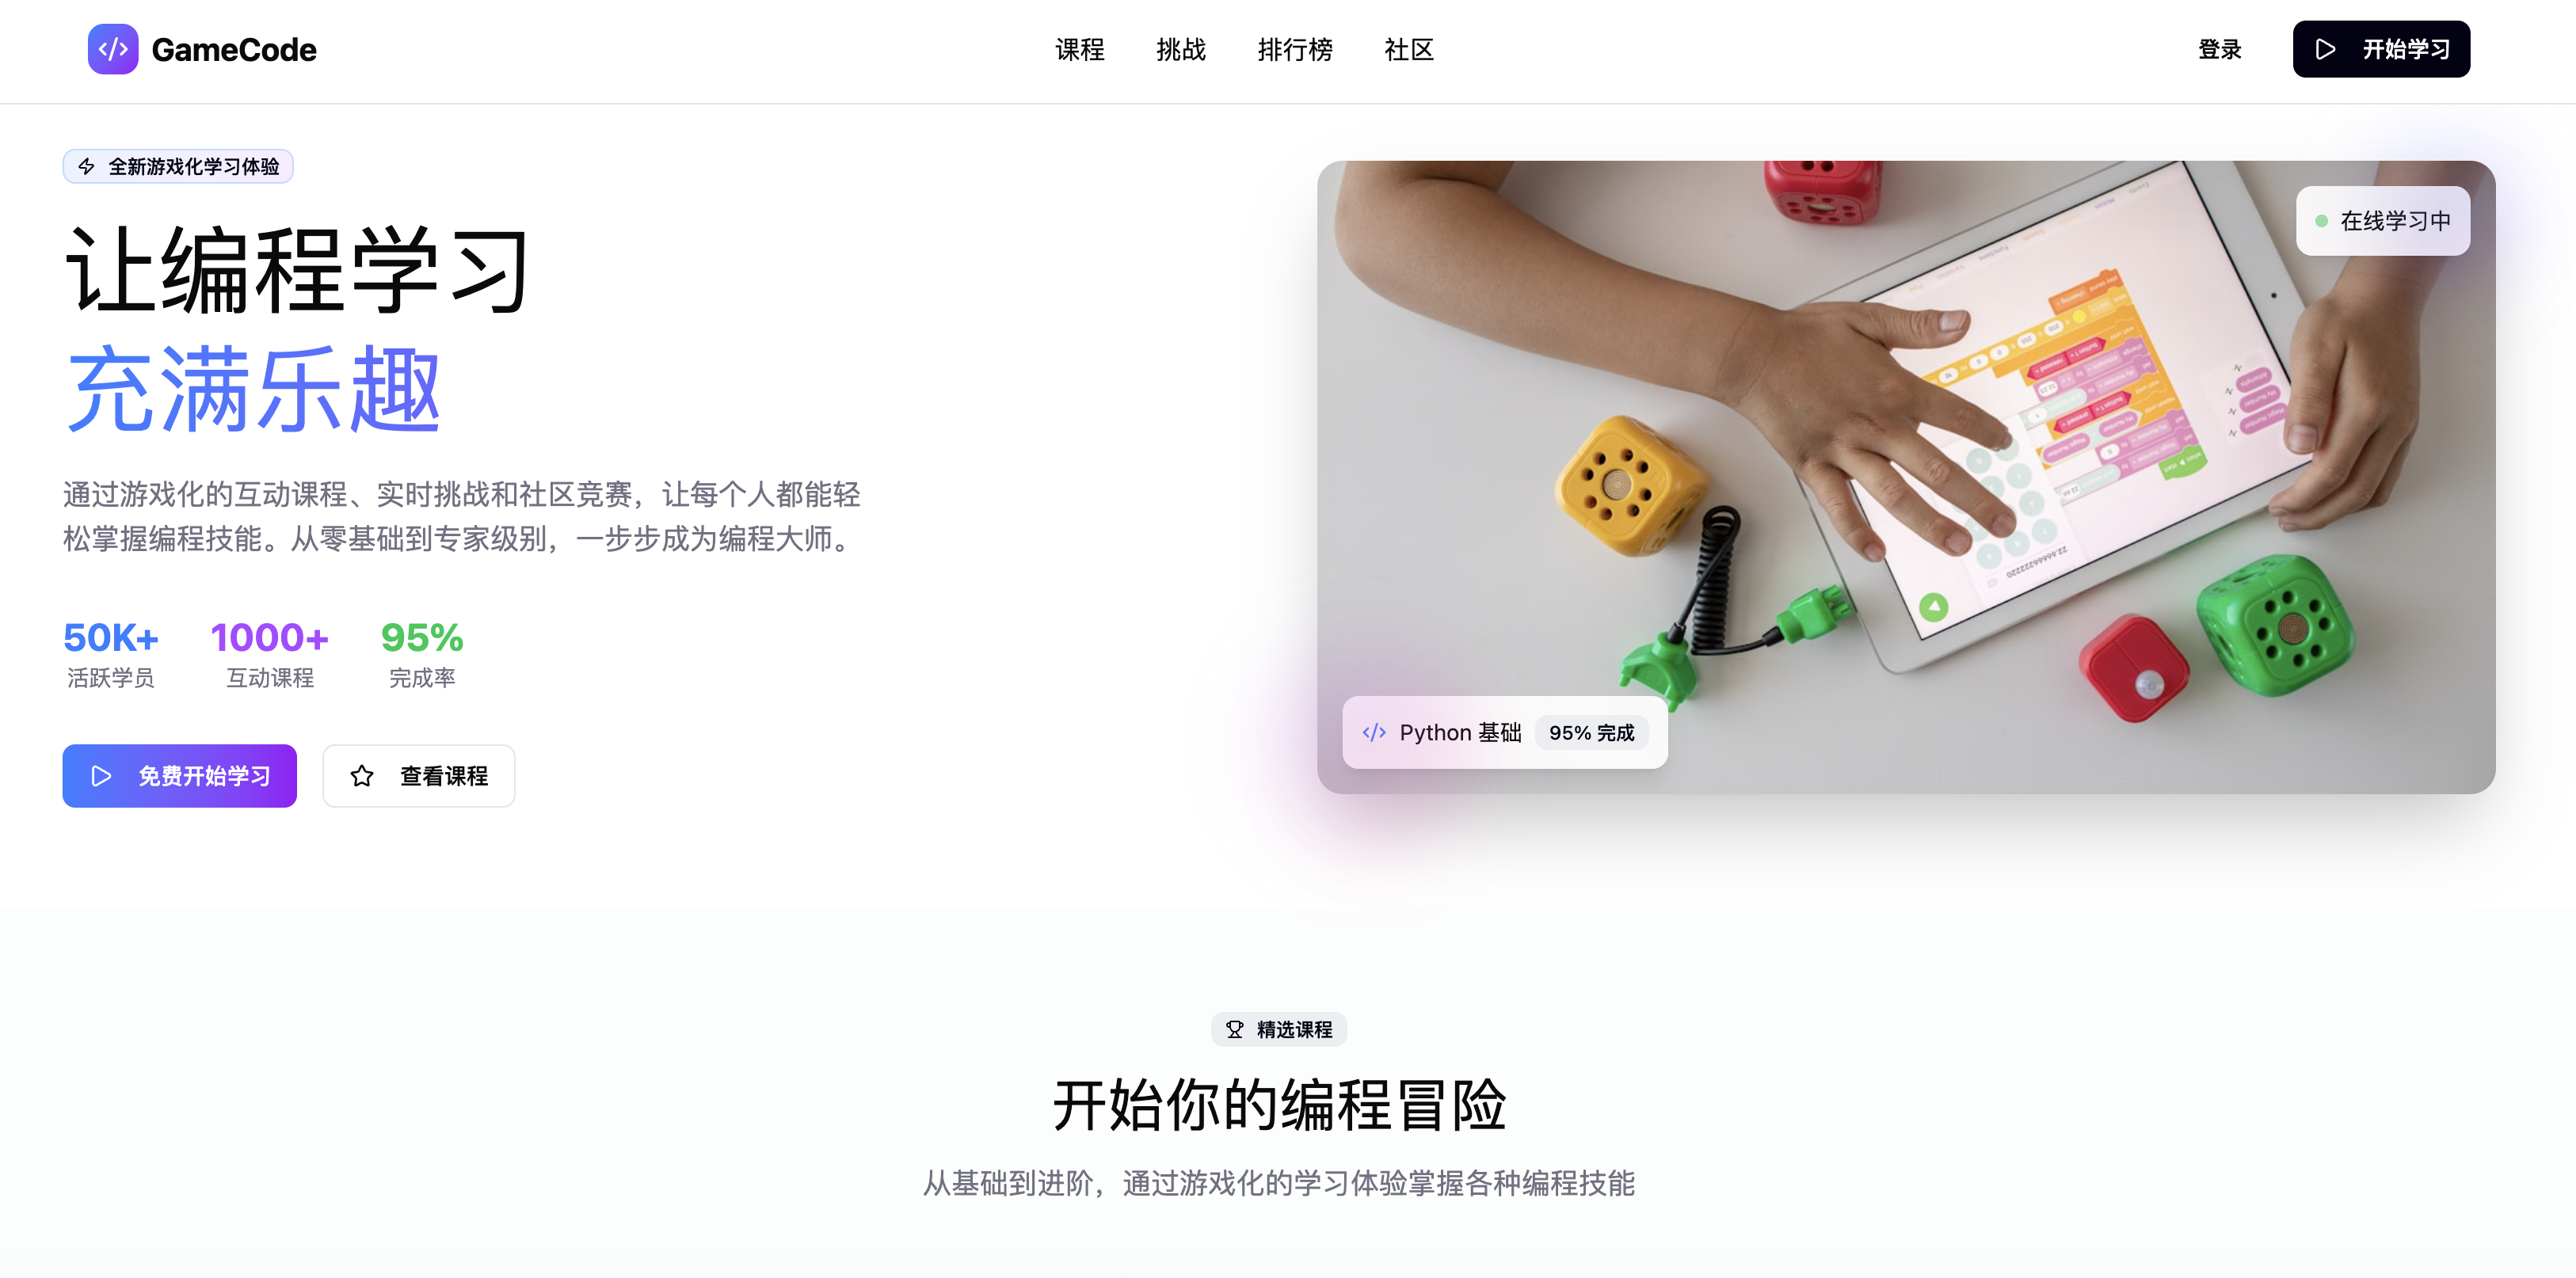 GameCode
课程
挑战
排行榜
社区
登录
开始学习
全新游戏化学习体验
让编程学习
充满乐趣
通过游戏化的互动课程、实时挑战和社区竞赛，让每个人都能轻
松掌握编程技能。从零基础到专家级别，一步步成为编程大师。
50K+
活跃学员
1000+
互动课程
95%
完成率
免费开始学习
查看课程
在线学习中
Python 基础
95% 完成
精选课程
开始你的编程冒险
从基础到进阶，通过游戏化的学习体验掌握各种编程技能